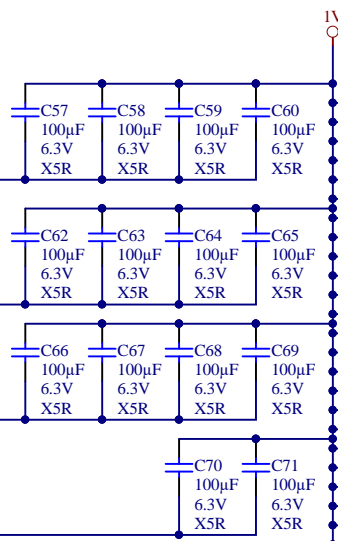 1V
C57
100µF
6.3V
X5R
C58
100µF
6.3V
X5R
C59
100µF
6.3V
X5R
C60
100µF
6.3V
X5R
C62
100µF
6.3V
X5R
C63
100µF
6.3V
X5R
C64
100µF
6.3V
X5R
C65
100µF
6.3V
X5R
C66
100µF
6.3V
X5R
C67
100µF
6.3V
X5R
C68
100µF
6.3V
X5R
C69
100µF
6.3V
X5R
C70
100µF
6.3V
X5R
C71
100µF
6.3V
X5R